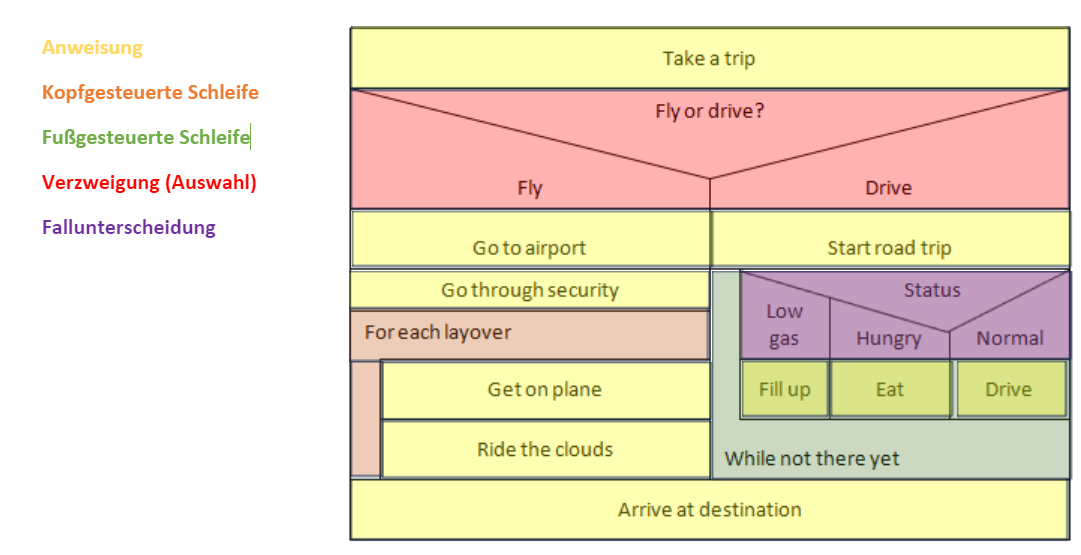 Anweisung
Kopfgesteuerte Schleife
Fußgesteuerte Schleife
Verzweigung (Auswahl)
Fallunterscheidung
Take a trip
Fly or drive?
Fly
Drive
Go to airport
Start road trip
Go through security
For each layover
Get on plane
Ride the clouds
Status
Low
gas
Hungry
Normal
Fill up
Eat
Drive
While not there yet
Arrive at destination